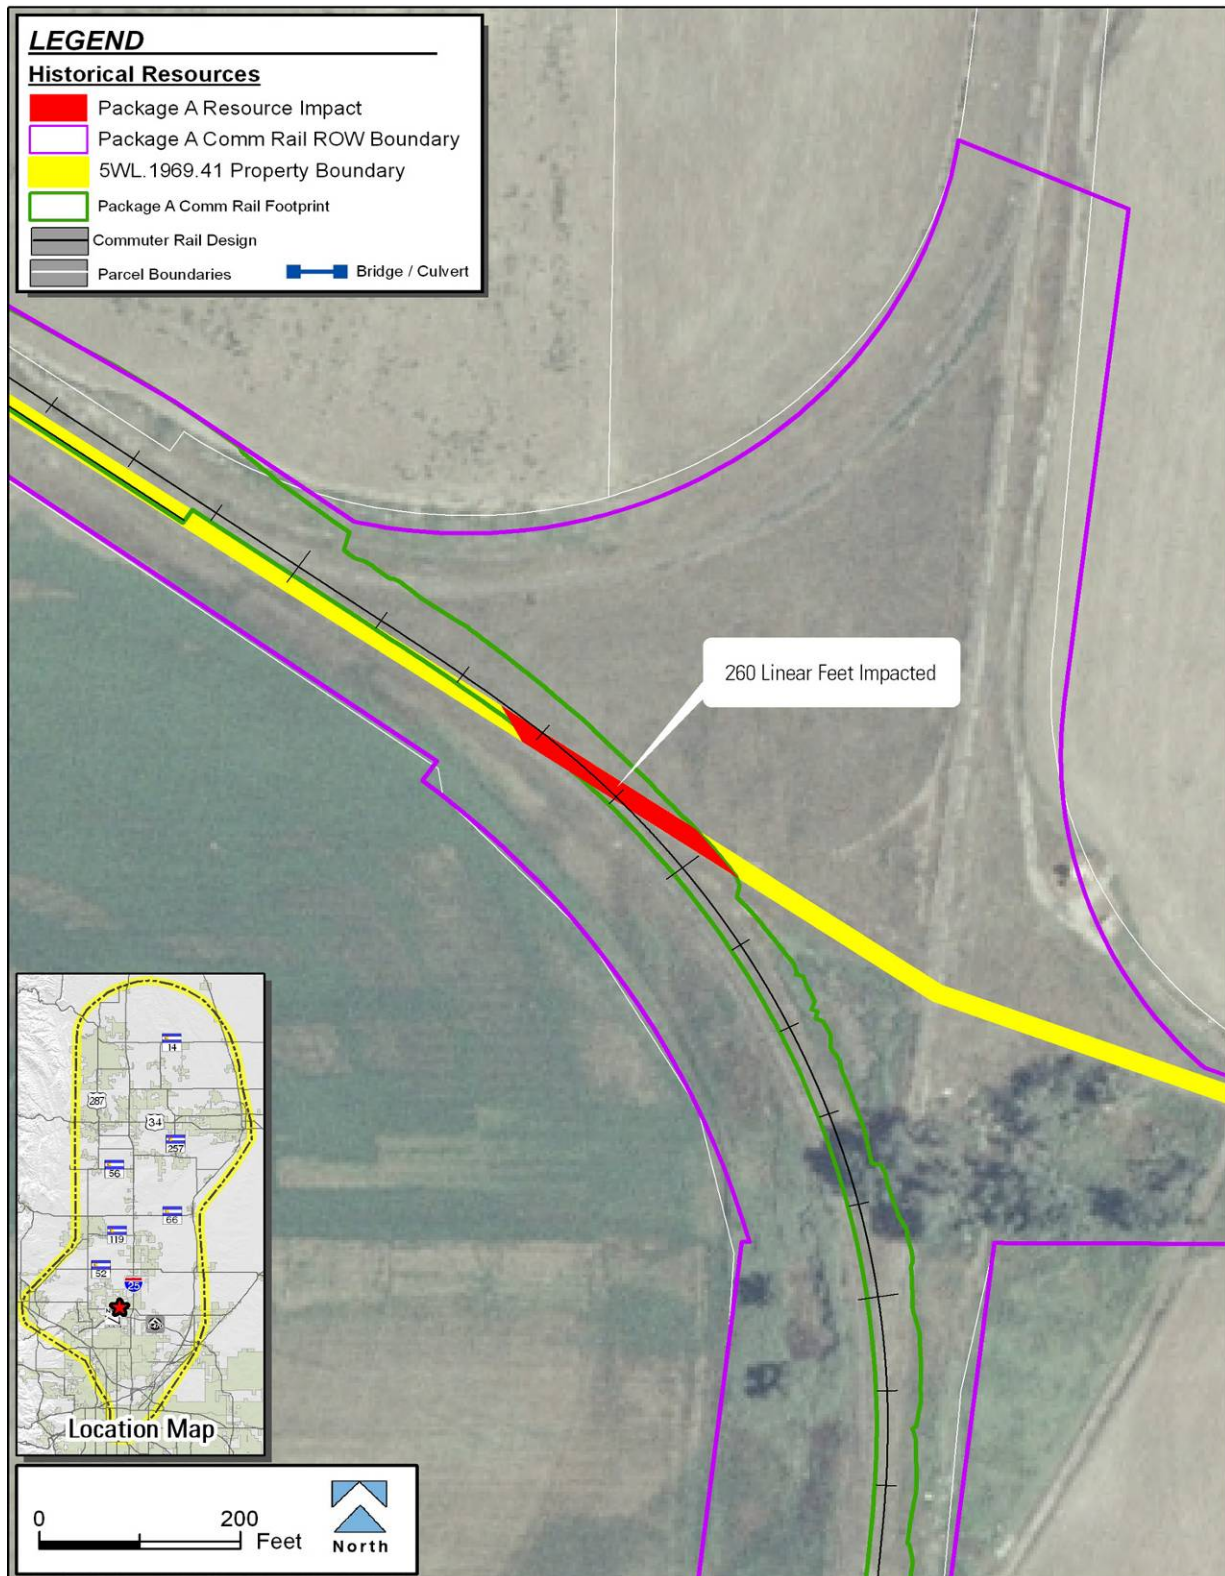 LEGEND
Historical Resources
Package A Resource Impact
Package A Comm Rail ROW Boundary
5WL.1969.41 Property Boundary
Package A Comm Rail Footprint
Commuter Rail Design
Parcel Boundaries
Bridge / Culvert
260 Linear Feet Impacted
14
287
34
257
56
66
119
52
25
Location Map
0 200
Feet
North